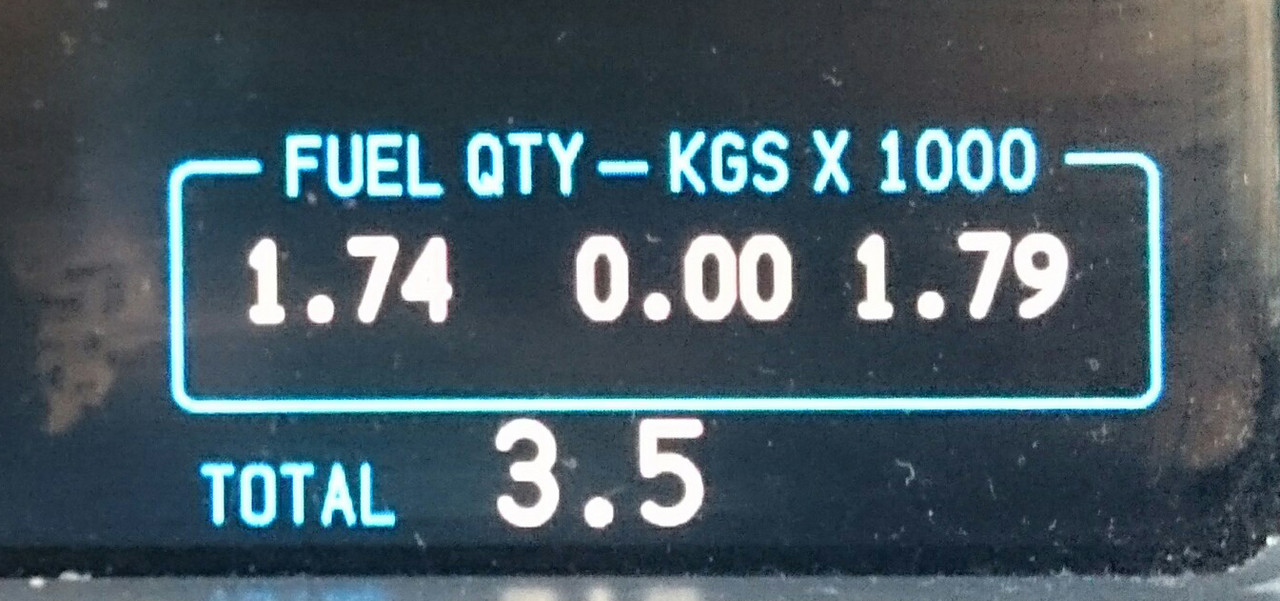 FUEL QTY – KGS X 1000
1.74 0.00 1.79
TOTAL 3.5